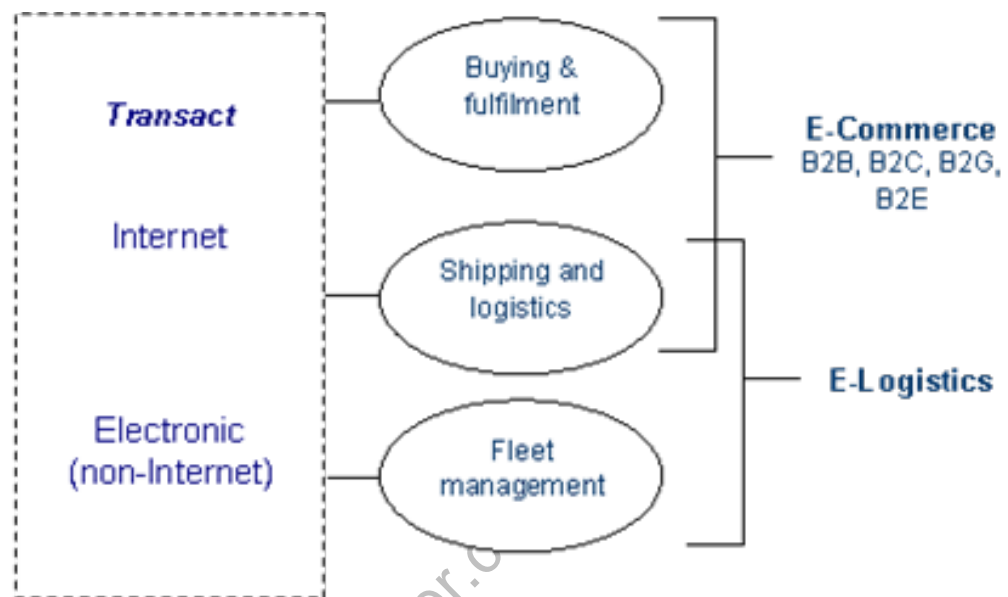 Transact
Internet
Electronic
(non-Internet)
Buying &
fulfilment
Shipping and
logistics
Fleet
management
E-Commerce
B2B, B2C, B2G,
B2E
E-Logistics